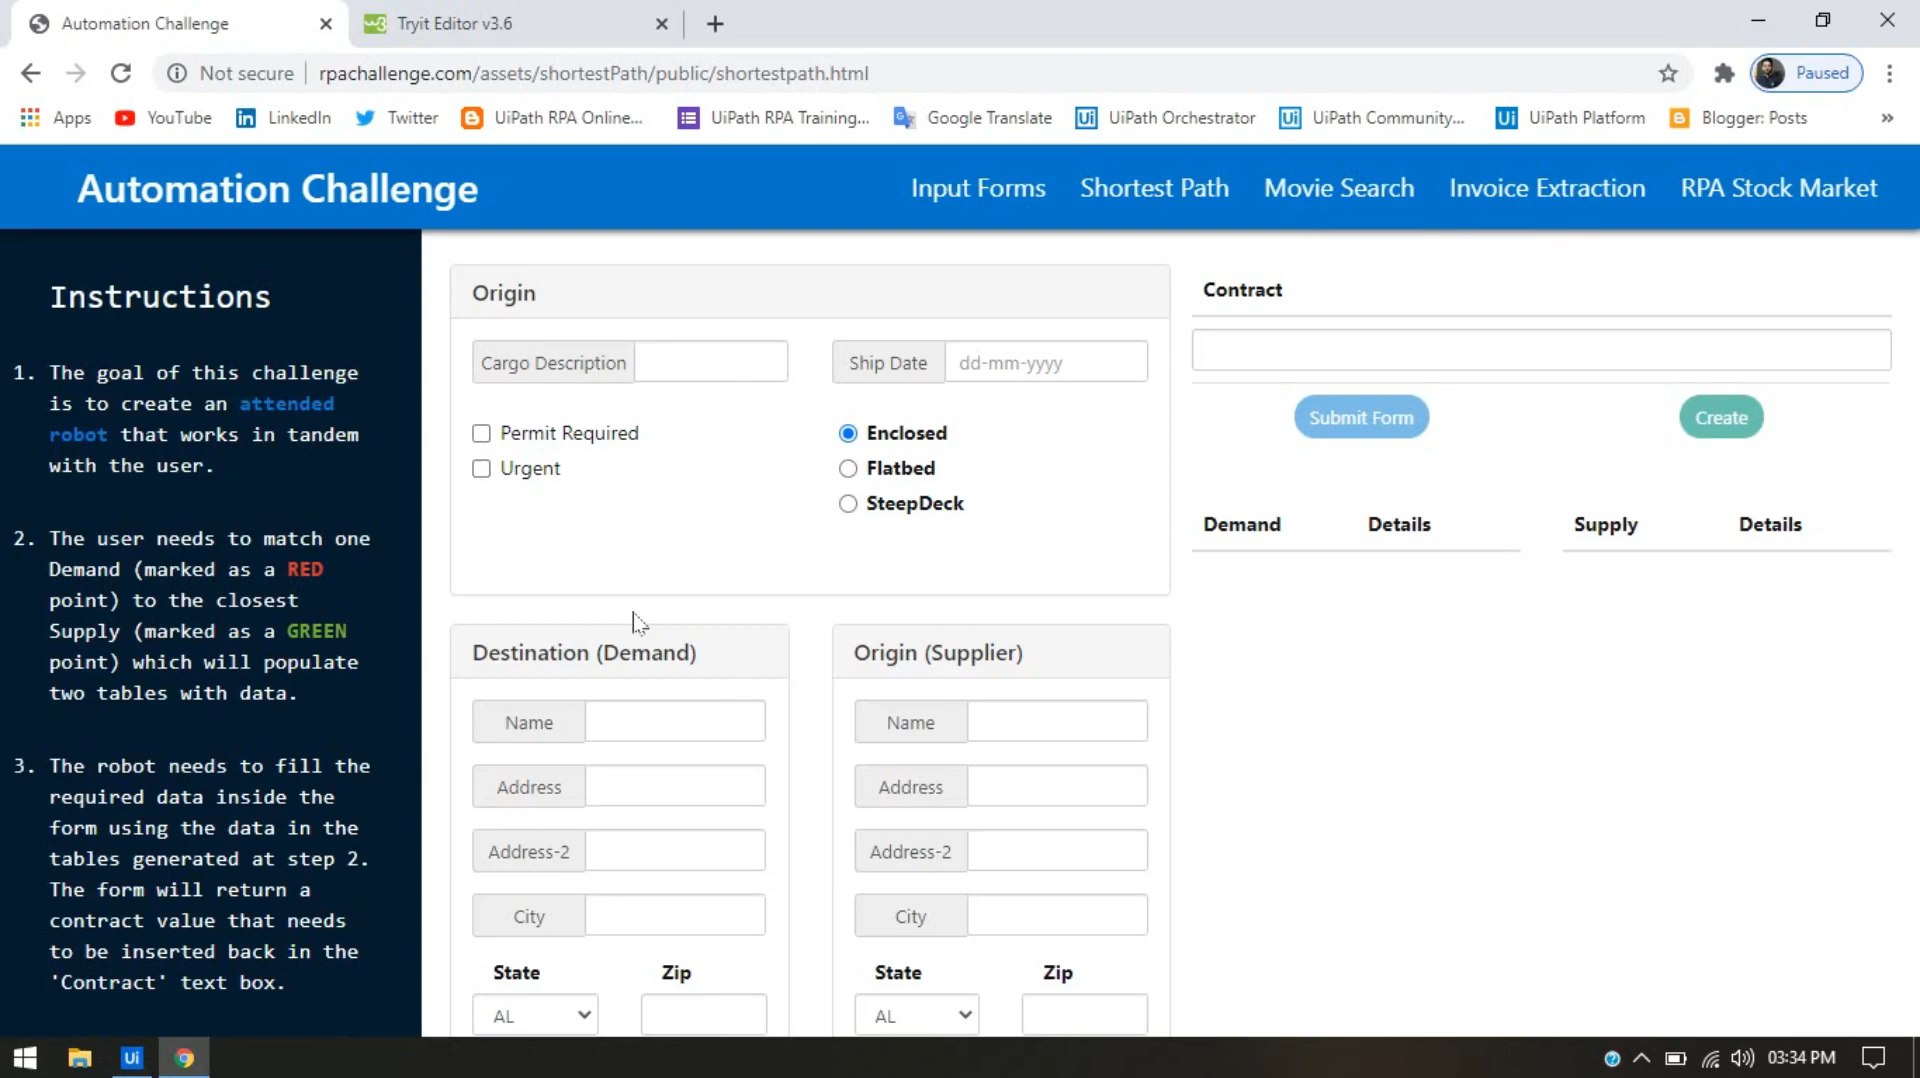 Automation Challenge
Tryit Editor v3.6
Not secure
rpachallenge.com/assets/shortestPath/public/shortestpath.html
Paused
Apps
YouTube
LinkedIn
Twitter
UiPath RPA Online...
UiPath RPA Training...
Google Translate
UiPath Orchestrator
UiPath Community...
UiPath Platform
Blogger: Posts
Automation Challenge
Input Forms
Shortest Path
Movie Search
Invoice Extraction
RPA Stock Market
Instructions
1. The goal of this challenge
is to create an attended
robot that works in tandem
with the user.
2. The user needs to match one
Demand (marked as a RED
point) to the closest
Supply (marked as a GREEN
point) which will populate
two tables with data.
3. The robot needs to fill the
required data inside the
form using the data in the
tables generated at step 2.
The form will return a
contract value that needs
to be inserted back in the
'Contract' text box.
Origin
Cargo Description
Ship Date
dd-mm-yyyy
Permit Required
Urgent
Enclosed
Flatbed
SteepDeck
Destination (Demand)
Name
Address
Address-2
City
State
Zip
AL
Origin (Supplier)
Name
Address
Address-2
City
State
Zip
AL
Contract
Submit Form
Create
Demand
Details
Supply
Details
Ui
03:34 PM